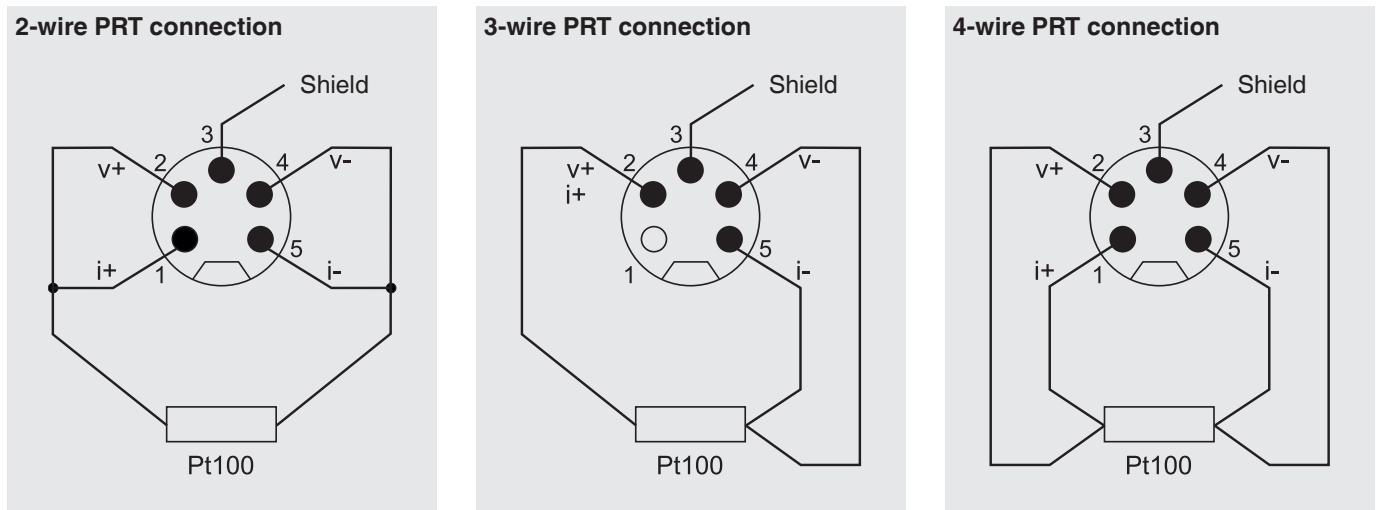 2-wire PRT connection
Shield
3
v+ 2 4 v-
i+ 1 5 i-
Pt100
3-wire PRT connection
Shield
3
v+ 2 4 v-
i+
1 5 i-
Pt100
4-wire PRT connection
Shield
3
v+ 2 4 v-
i+ 1 5 i-
Pt100